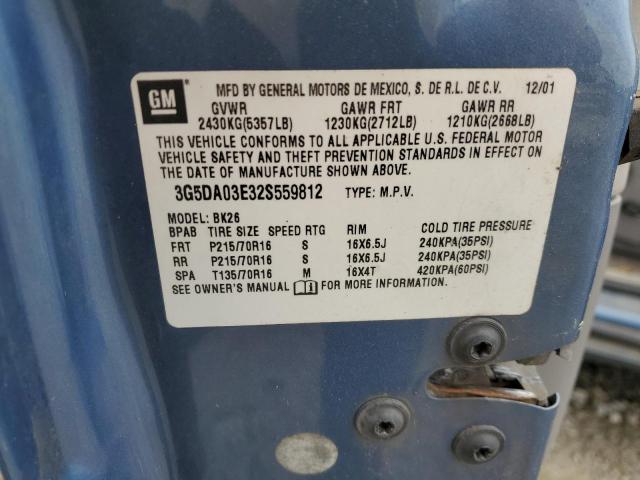 GM
MFD BY GENERAL MOTORS DE MEXICO, S. DE R.L. DE C.V. 12/01
GVWR GAWR FRT GAWR RR
2430KG(5357LB) 1230KG(2712LB) 1210KG(2668LB)
THIS VEHICLE CONFORMS TO ALL APPLICABLE U.S. FEDERAL MOTOR
VEHICLE SAFETY AND THEFT PREVENTION STANDARDS IN EFFECT ON
THE DATE OF MANUFACTURE SHOWN ABOVE.
3G5DA03E32S559812 TYPE: M.P.V.
MODEL: BK26
BPAB TIRE SIZE SPEED RTG RIM COLD TIRE PRESSURE
FRT P215/70R16 S 16X6.5J 240KPA(35PSI)
RR P215/70R16 S 16X6.5J 240KPA(35PSI)
SPA T135/70R16 M 16X4T 420KPA(60PSI)
SEE OWNER'S MANUAL FOR MORE INFORMATION.